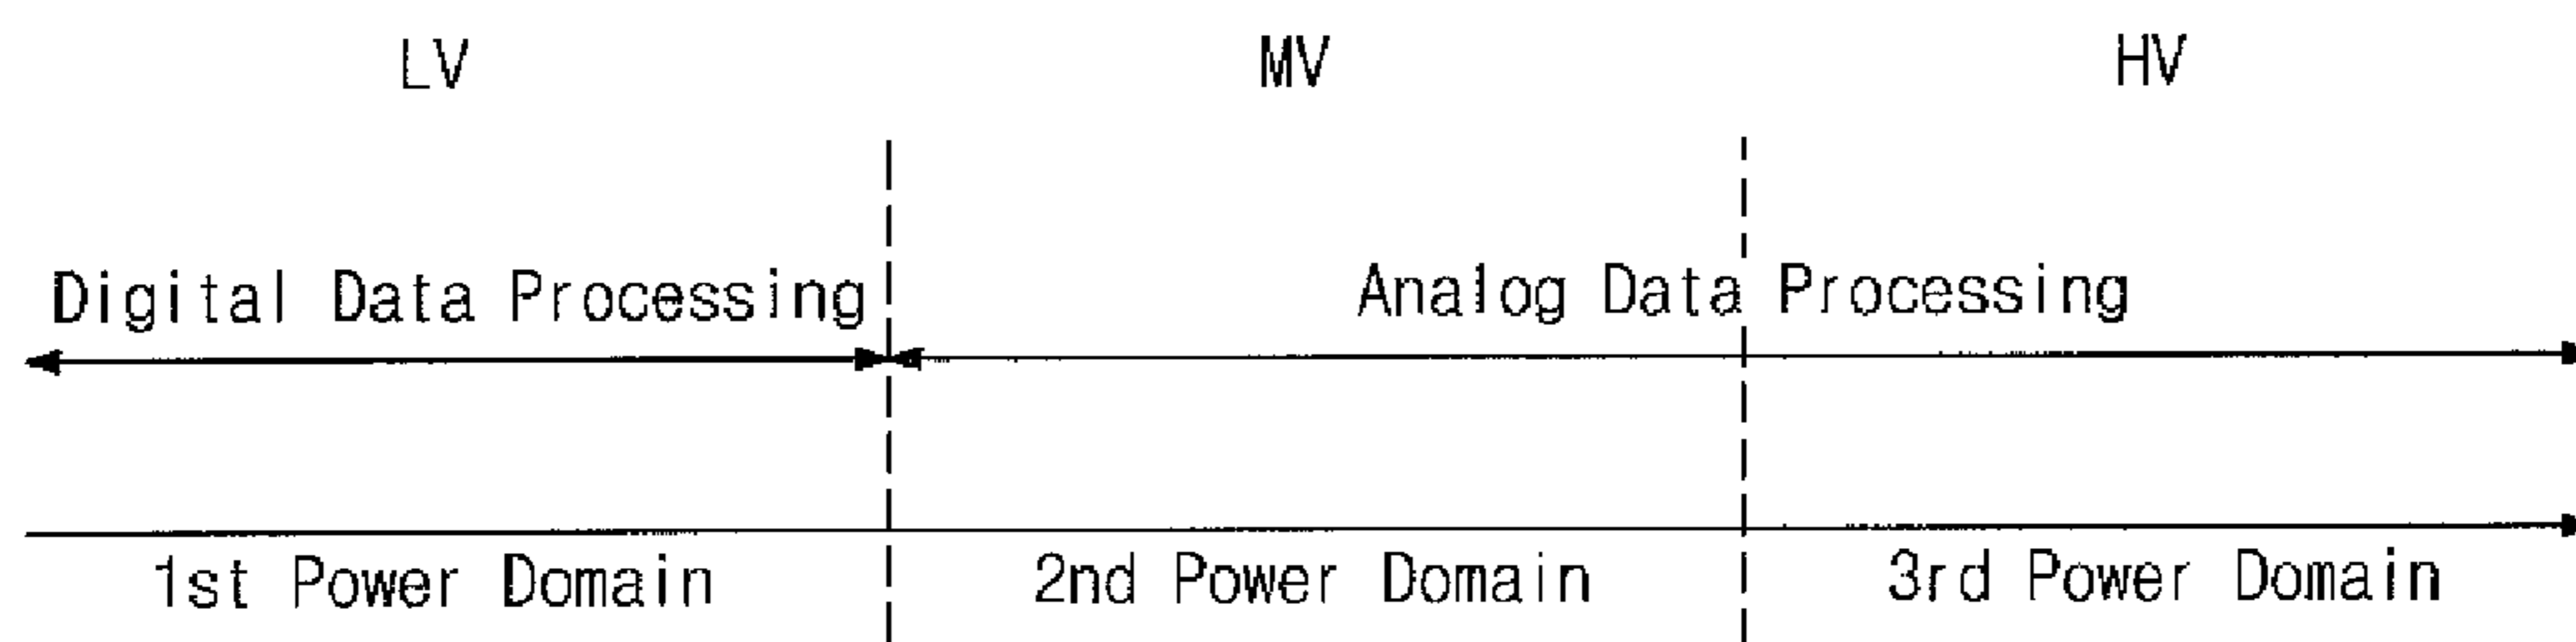 LV MV HV
Digital Data Processing Analog Data Processing
1st Power Domain 2nd Power Domain 3rd Power Domain